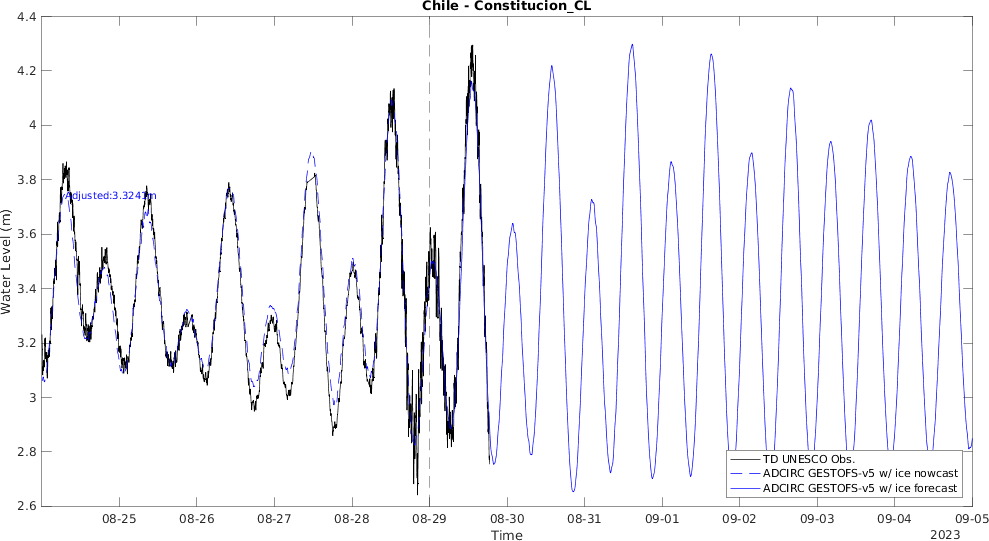 Chile - Constitucion_CL
4.4
4.2
4
3.8
3.6
3.4
3.2
3
2.8
2.6
Water Level (m)
Adjusted:3.3241m
TD UNESCO Obs.
ADCIRC GESTOFS-v5 w/ ice nowcast
ADCIRC GESTOFS-v5 w/ ice forecast
08-25 08-26 08-27 08-28 08-29 08-30 08-31 09-01 09-02 09-03 09-04 09-05
Time
2023